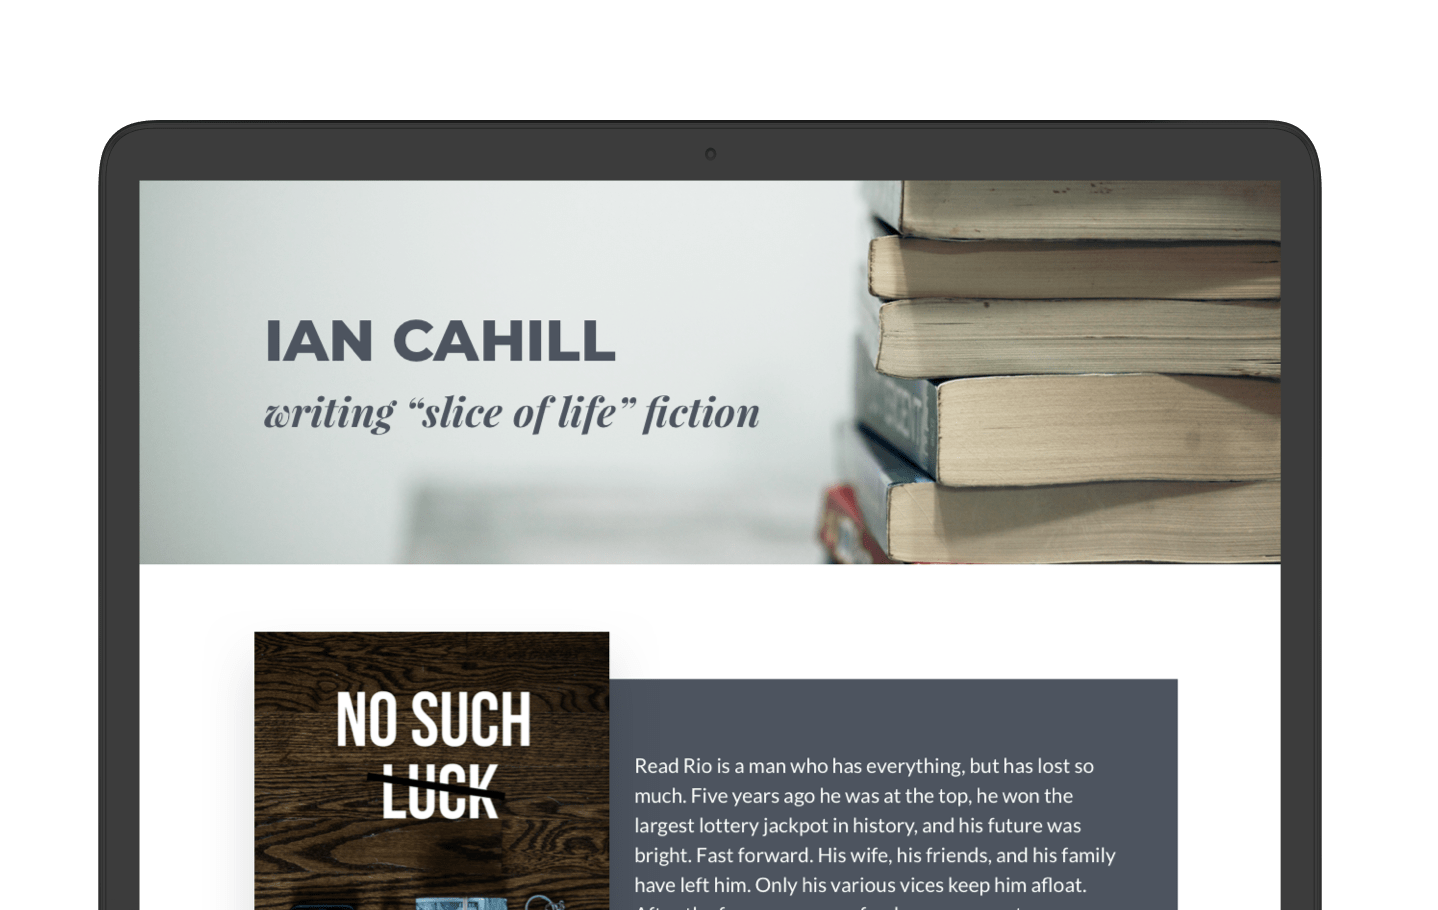 IAN CAHILL
writing “slice of life” fiction
NO SUCH
LUCK
Read Rio is a man who has everything, but has lost so
much. Five years ago he was at the top, he won the
largest lottery jackpot in history, and his future was
bright. Fast forward. His wife, his friends, and his family
have left him. Only his various vices keep him afloat.